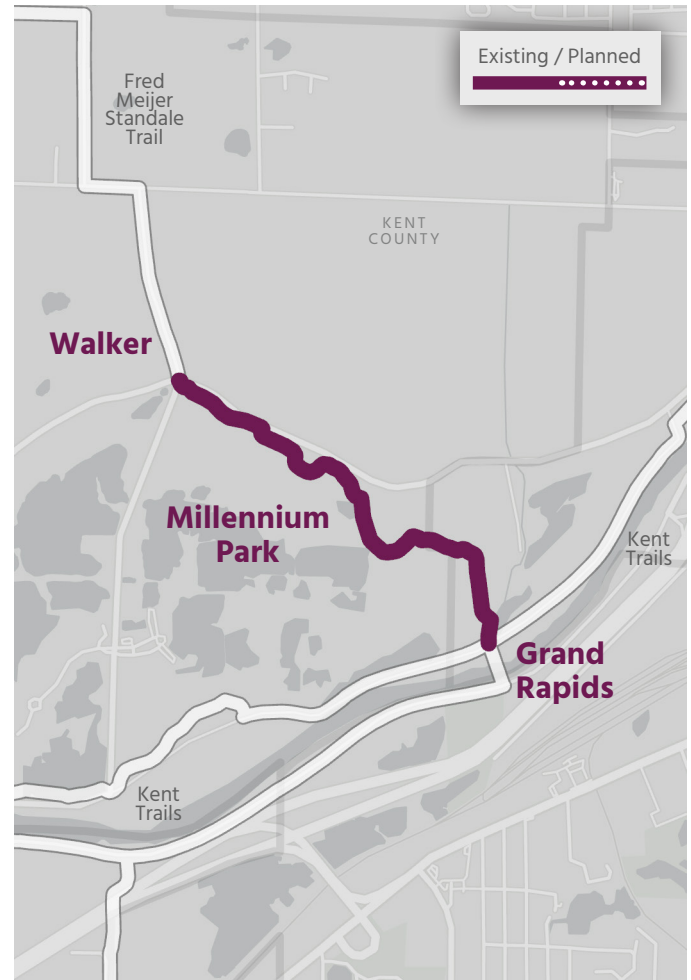 Existing / Planned
Fred
Meijer
Standale
Trail
KENT
COUNTY
Walker
Millennium
Park
Kent
Trails
Grand
Rapids
Kent
Trails